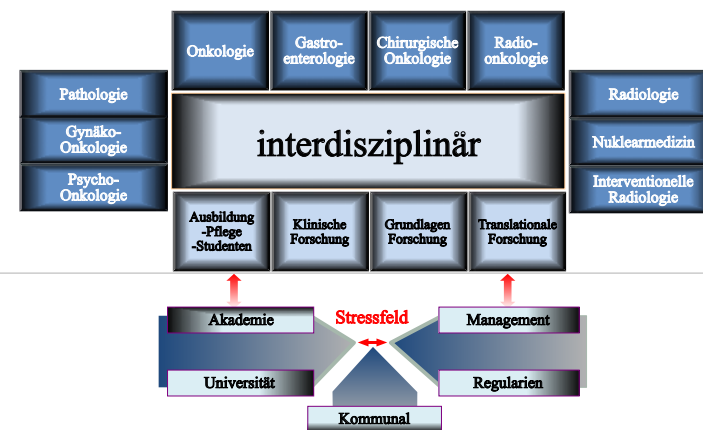 Onkologie
Gastro-
enterologie
Chirurgische
Onkologie
Radio-
onkologie
Pathologie
Gynäko-
Onkologie
Psycho-
Onkologie
interdisziplinär
Radiologie
Nuklearmedizin
Interventionelle
Radiologie
Ausbildung
-Pflege
-Studenten
Klinische
Forschung
Grundlagen
Forschung
Translationale
Forschung
Akademie
Stressfeld
Management
Universität
Regularien
Kommunal